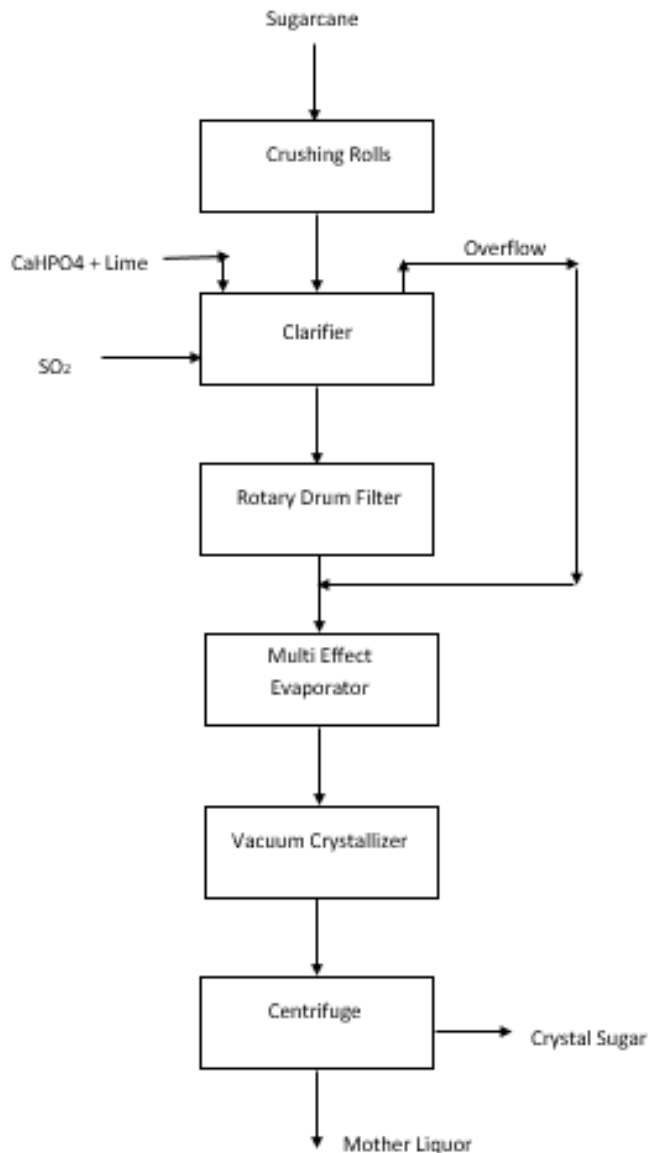 Sugarcane
Crushing Rolls
Overflow
CaHPO4 + Lime
Clarifier
SO₂
Rotary Drum Filter
Multi Effect
Evaporator
Vacuum Crystallizer
Centrifuge
Crystal Sugar
Mother Liquor